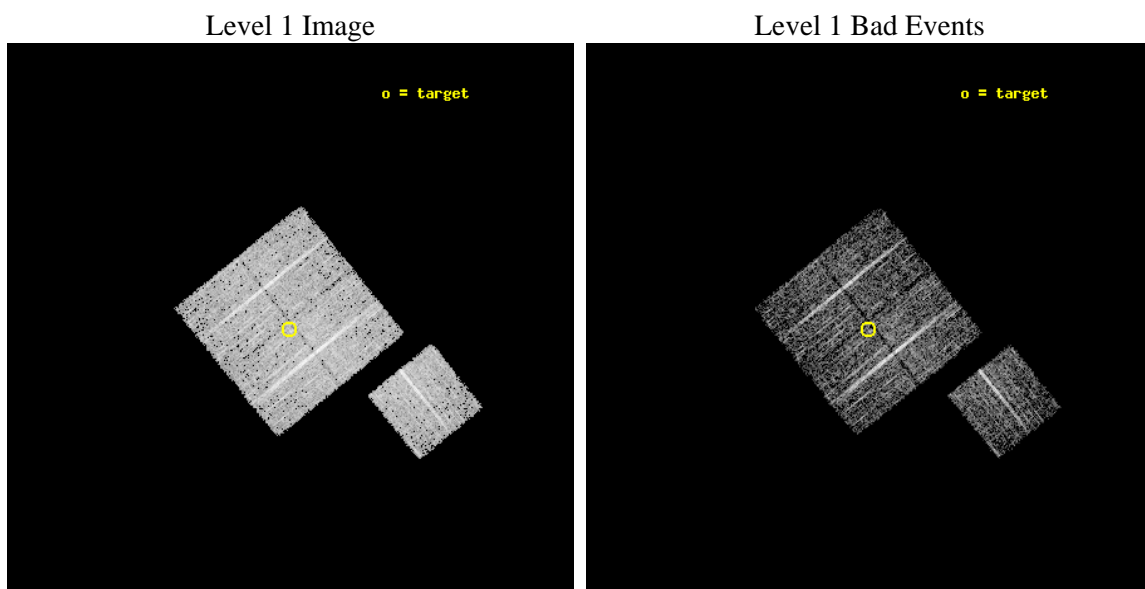 Level 1 Image
Level 1 Bad Events
o = target
o = target